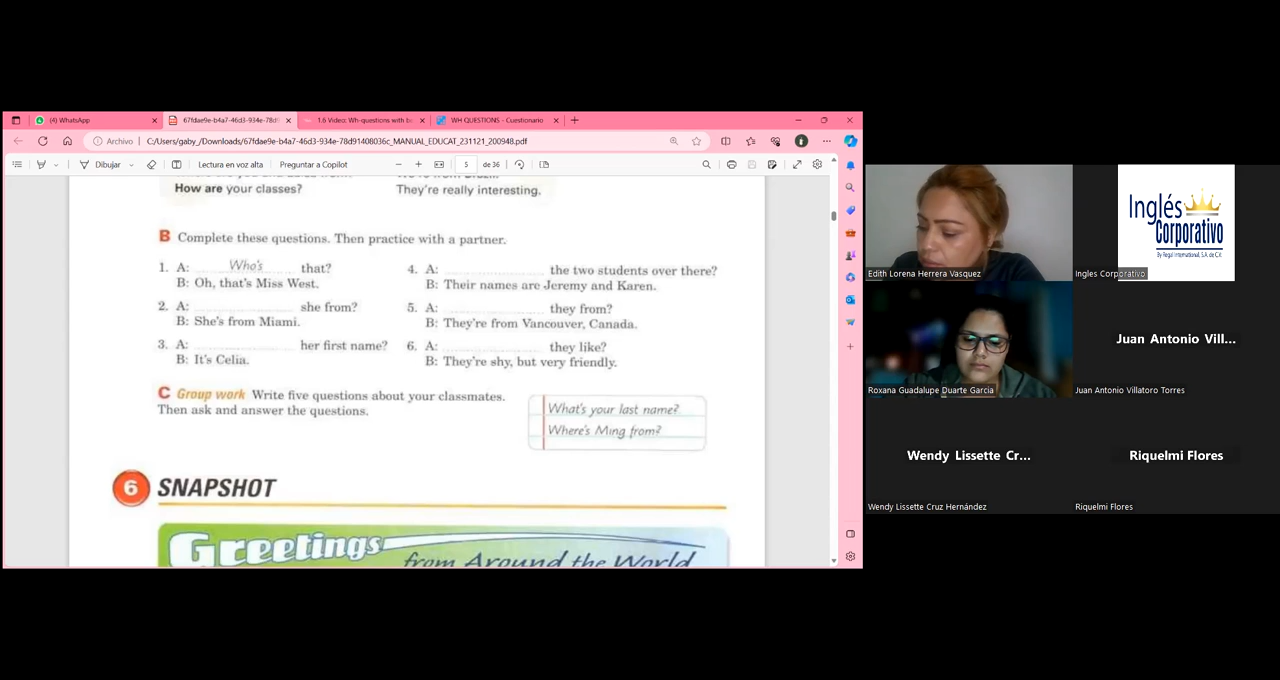 (4) WhatsApp
67fdae9e-b4a7-46d3-934e-78d9
1.6 Video: Wh-questions with b
WH QUESTIONS - Cuestionario
Archivo
C:/Users/gaby_/Downloads/67fdae9e-b4a7-46d3-934e-78d91408036c_MANUAL_EDUCAT_231121_200948.pdf
Dibujar
Lectura en voz alta
Preguntar a Copilot
5
de 36
How are your classes?
They're really interesting.
B Complete these questions. Then practice with a partner.
1. A: Who's that?
B: Oh, that's Miss West.
2. A: she from?
B: She's from Miami.
3. A: her first name?
B: It's Celia.
4. A: the two students over there?
B: Their names are Jeremy and Karen.
5. A: they from?
B: They're from Vancouver, Canada.
6. A: they like?
B: They're shy, but very friendly.
C Group work Write five questions about your classmates.
Then ask and answer the questions.
What's your last name?
Where's Ming from?
6 SNAPSHOT
Greetings
from Around the World
Edith Lorena Herrera Vasquez
Inglés
Corporativo
By Regal International, S.A. de C.V.
Ingles Corporativo
Roxana Guadalupe Duarte Garcia
Juan Antonio Vill...
Juan Antonio Villatoro Torres
Wendy Lissette Cr...
Wendy Lissette Cruz Hernández
Riquelmi Flores
Riquelmi Flores